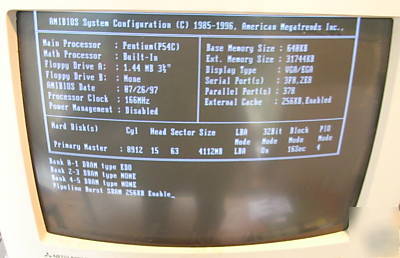 AMIBIOS System Configuration (C) 1985-1996, American Megatrends Inc.,
Main Processor : Pentium(P54C)
Math Processor : Built-In
Floppy Drive A: : 1.44 MB 3½"
Floppy Drive B: : None
AMIBIOS Date : 07/26/97
Processor Clock : 166MHz
Power Management : Disabled
Base Memory Size : 640KB
Ext. Memory Size : 31744KB
Display Type : VGA/EGA
Serial Port(s) : 3F8,2E8
Parallel Port(s) : 378
External Cache : 256KB,Enabled
Hard Disk(s) Cyl Head Sector Size LBA Mode 32Bit Mode Block Mode PIO Mode
Primary Master : 8912 15 63 4112MB LBA On 16Sec 4
Bank 0-1 DRAM type EDO
Bank 2-3 DRAM type NONE
Bank 4-5 DRAM type NONE
Pipeline Burst SRAM 256KB Enable_